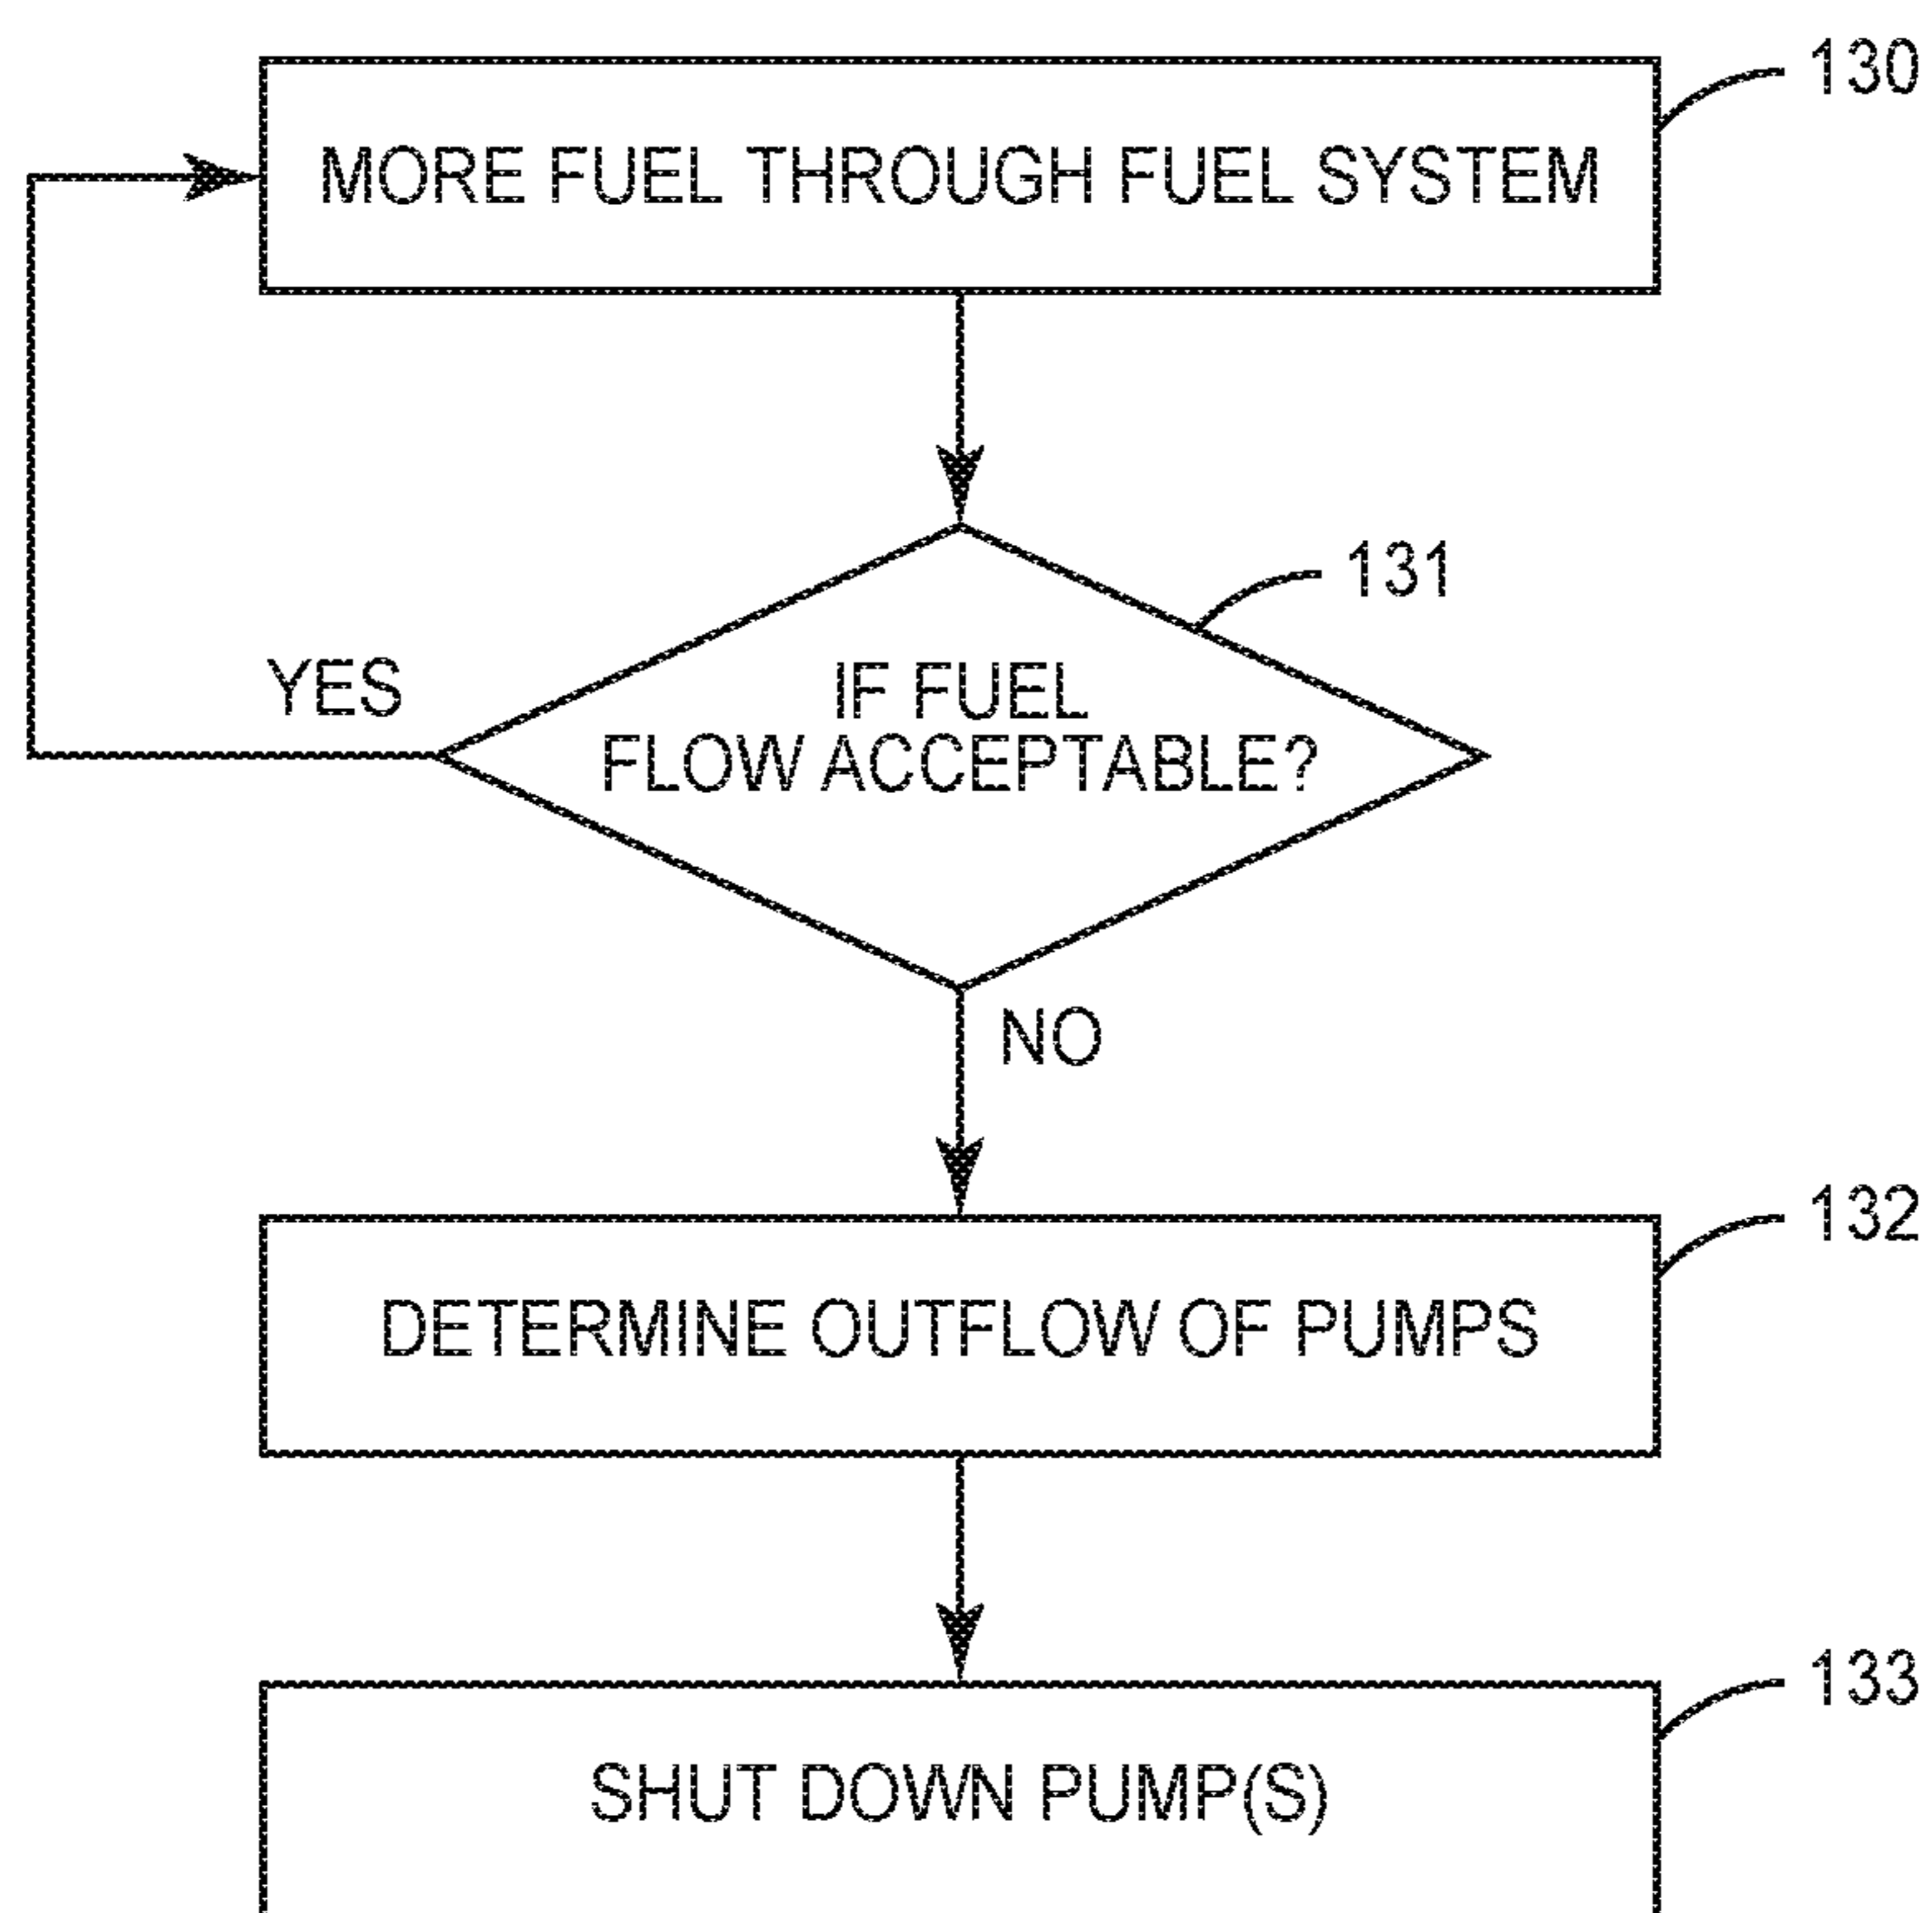 130
MORE FUEL THROUGH FUEL SYSTEM
131
IF FUEL
FLOW ACCEPTABLE?
YES
NO
132
DETERMINE OUTFLOW OF PUMPS
133
SHUT DOWN PUMP(S)